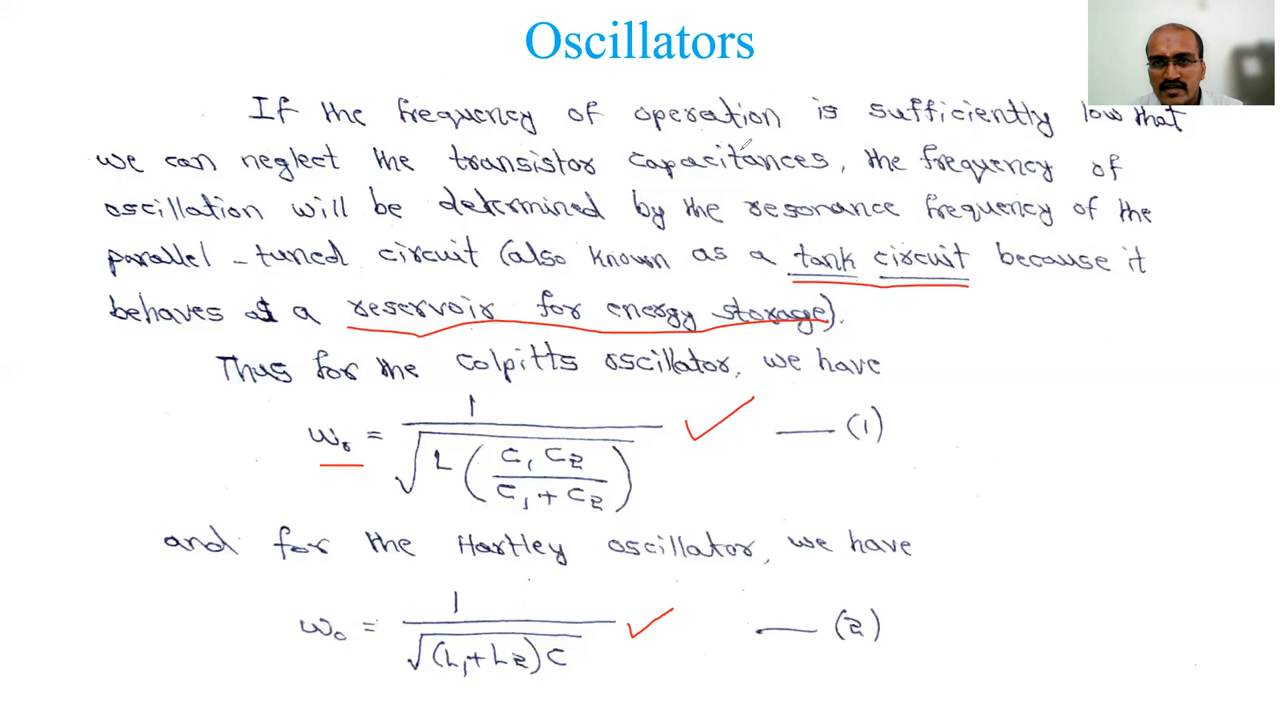 Oscillators
If the frequency of operation is sufficiently low that
we can neglect the transistor capacitances, the frequency of
oscillation will be determined by the resonance frequency of the
parallel-tuned circuit (also known as a tank circuit because it
behaves as a reservoir for energy storage).
Thus for the Colpitts oscillator, we have
ω₀ = 1 / √(L (C₁ C₂ / (C₁ + C₂))) —(1)
and for the Hartley oscillator, we have
ω₀ = 1 / √((L₁ + L₂) C) —(2)